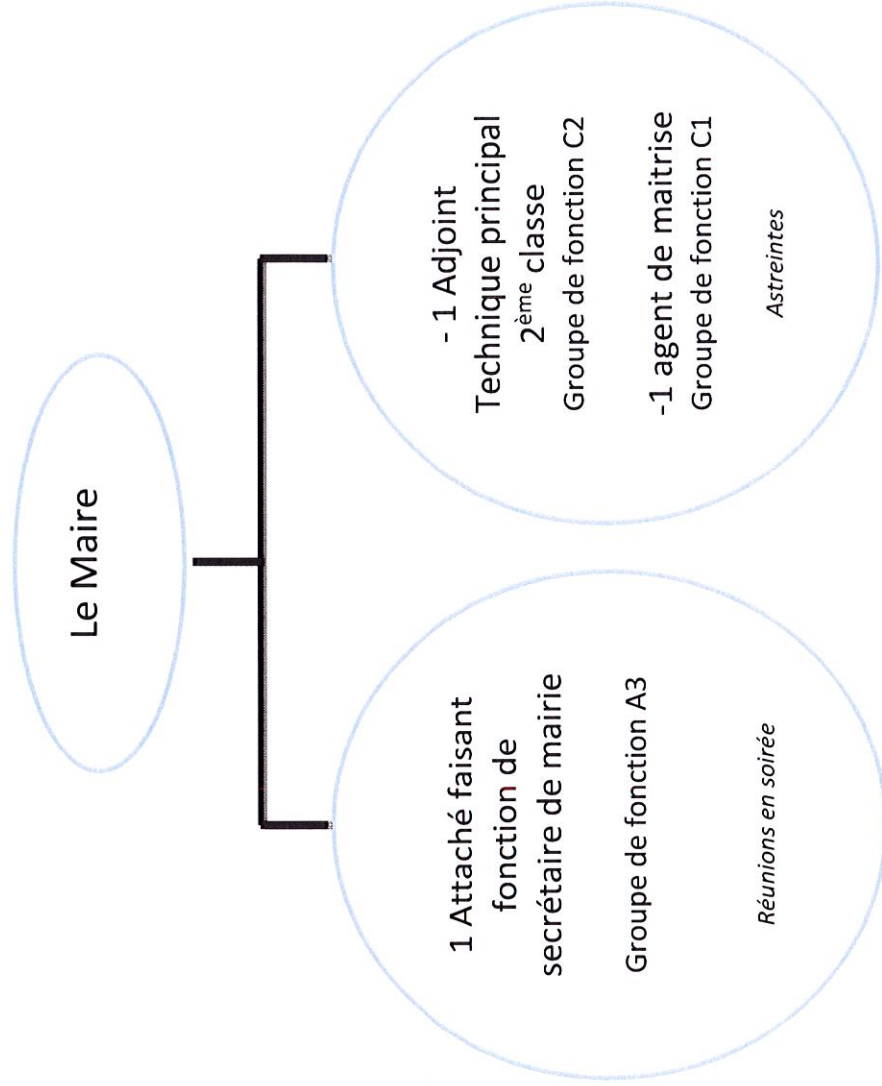 Le Maire
1 Attaché faisant
fonction de
secrétaire de mairie
Groupe de fonction A3
Réunions en soirée
- 1 Adjoint
Technique principal
2ème classe
Groupe de fonction C2
-1 agent de maitrise
Groupe de fonction C1
Astreintes